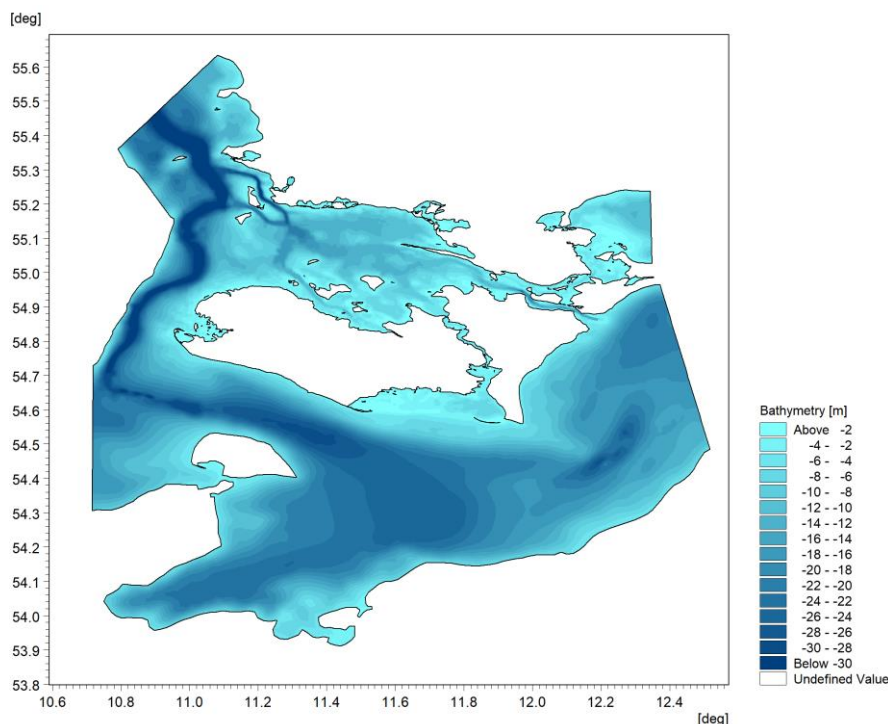 [deg]
55.6
55.5
55.4
55.3
55.2
55.1
55.0
54.9
54.8
54.7
54.6
54.5
54.4
54.3
54.2
54.1
54.0
53.9
53.8
10.6 10.8 11.0 11.2 11.4 11.6 11.8 12.0 12.2 12.4
[deg]
Bathymetry [m]
Above -2
-4 - -2
-6 - -4
-8 - -6
-10 - -8
-12 - -10
-14 - -12
-16 - -14
-18 - -16
-20 - -18
-22 - -20
-24 - -22
-26 - -24
-28 - -26
-30 - -28
Below -30
Undefined Value